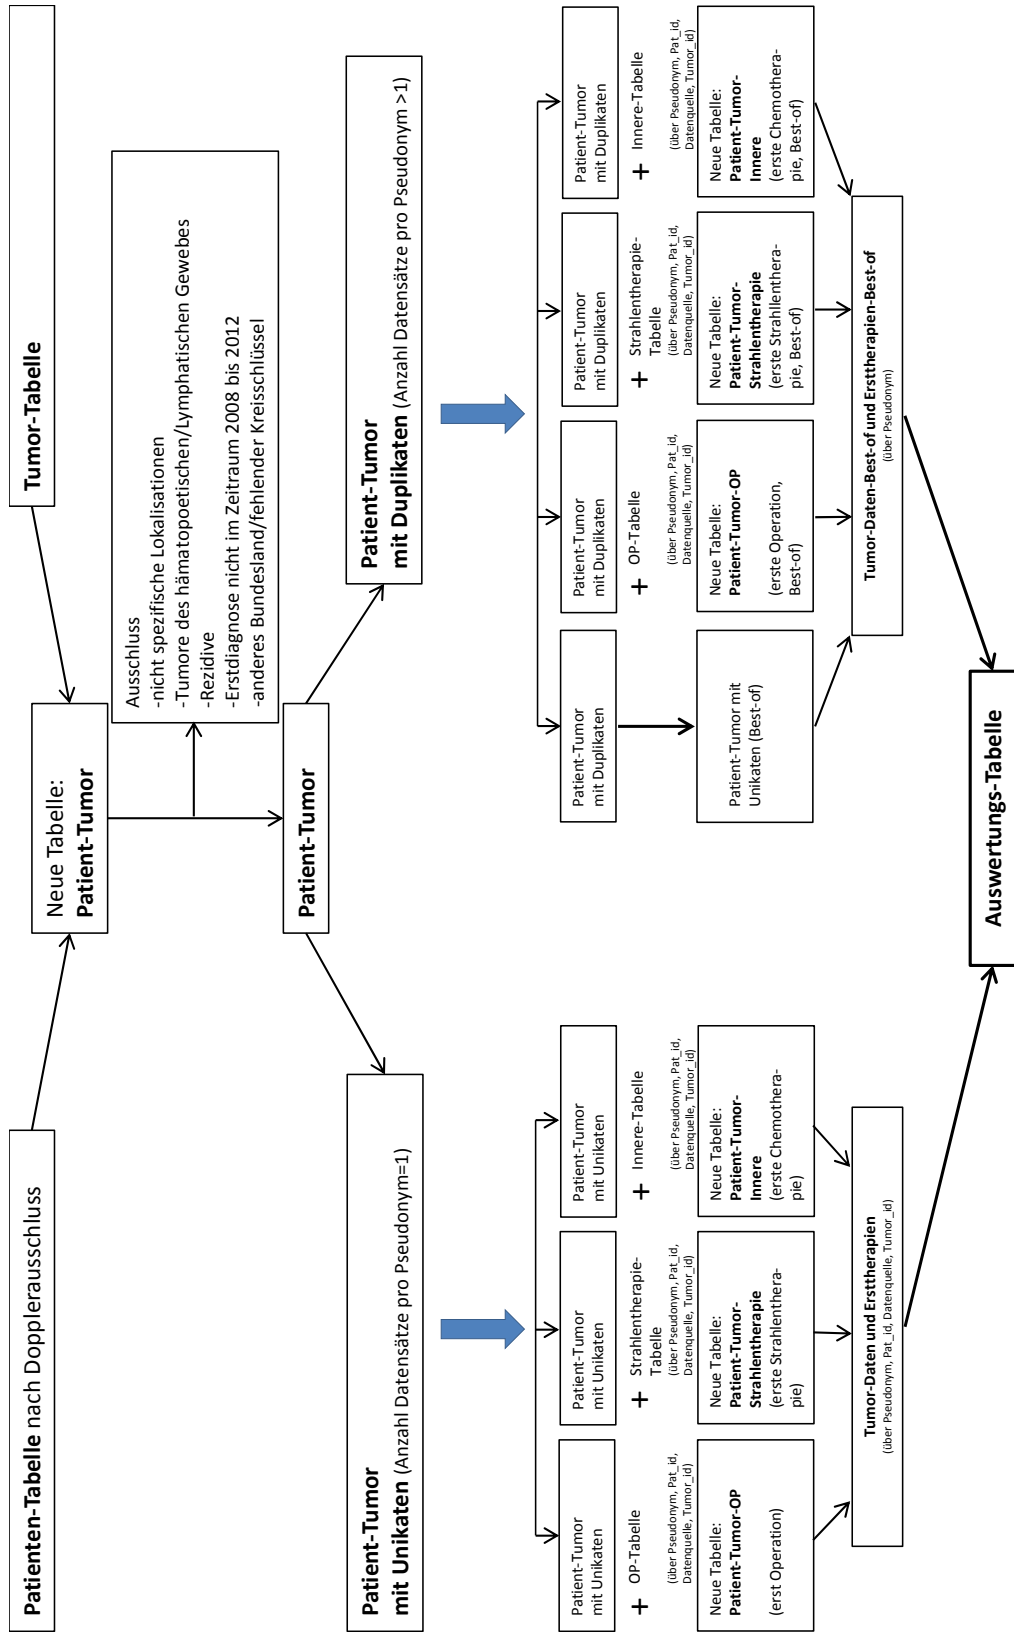 Patienten-Tabelle nach Dopplerausschluss
Tumor-Tabelle
Neue Tabelle:
Patient-Tumor
Ausschluss
-nicht spezifische Lokalisationen
-Tumore des hämatopoetischen/Lymphatischen Gewebes
-Rezidive
-Erstdiagnose nicht im Zeitraum 2008 bis 2012
-anderes Bundesland/fehlender Kreisschlüssel
Patient-Tumor
Patient-Tumor
mit Unikaten (Anzahl Datensätze pro Pseudonym=1)
Patient-Tumor
mit Duplikaten (Anzahl Datensätze pro Pseudonym >1)
Patient-Tumor
mit Unikaten
+ OP-Tabelle
(über Pseudonym, Pat_id,
Datenquelle, Tumor_id)
Neue Tabelle:
Patient-Tumor-OP
(erst Operation)
Patient-Tumor
mit Unikaten
+ Strahlentherapie-
Tabelle
(über Pseudonym, Pat_id,
Datenquelle, Tumor_id)
Neue Tabelle:
Patient-Tumor-
Strahlentherapie
(erste Strahlenthera-
pie)
Patient-Tumor
mit Unikaten
+ Innere-Tabelle
(über Pseudonym, Pat_id,
Datenquelle, Tumor_id)
Neue Tabelle:
Patient-Tumor-
Innere
(erste Chemothera-
pie)
Tumor-Daten und Ersttherapien
(über Pseudonym, Pat_id, Datenquelle, Tumor_id)
Patient-Tumor
mit Duplikaten
Patient-Tumor mit
Unikaten (Best-of)
Patient-Tumor
mit Duplikaten
+ OP-Tabelle
(über Pseudonym, Pat_id,
Datenquelle, Tumor_id)
Neue Tabelle:
Patient-Tumor-OP
(erste Operation,
Best-of)
Patient-Tumor
mit Duplikaten
+ Strahlentherapie-
Tabelle
(über Pseudonym, Pat_id,
Datenquelle, Tumor_id)
Neue Tabelle:
Patient-Tumor-
Strahlentherapie
(erste Strahllenthera-
pie, Best-of)
Patient-Tumor
mit Duplikaten
+ Innere-Tabelle
(über Pseudonym, Pat_id,
Datenquelle, Tumor_id)
Neue Tabelle:
Patient-Tumor-
Innere
(erste Chemothera-
pie, Best-of)
Tumor-Daten-Best-of und Ersttherapien-Best-of
(über Pseudonym)
Auswertungs-Tabelle